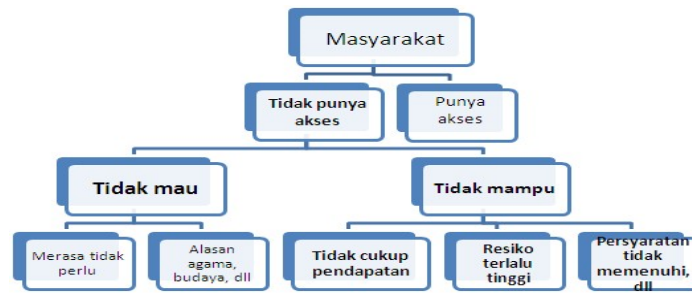 Masyarakat
Tidak punya
akses
Punya
akses
Tidak mau
Tidak mampu
Merasa tidak
perlu
Alasan
agama,
budaya, dll
Tidak cukup
pendapatan
Resiko
terlalu
tinggi
Persyaratan
tidak
memenuhi,
dll